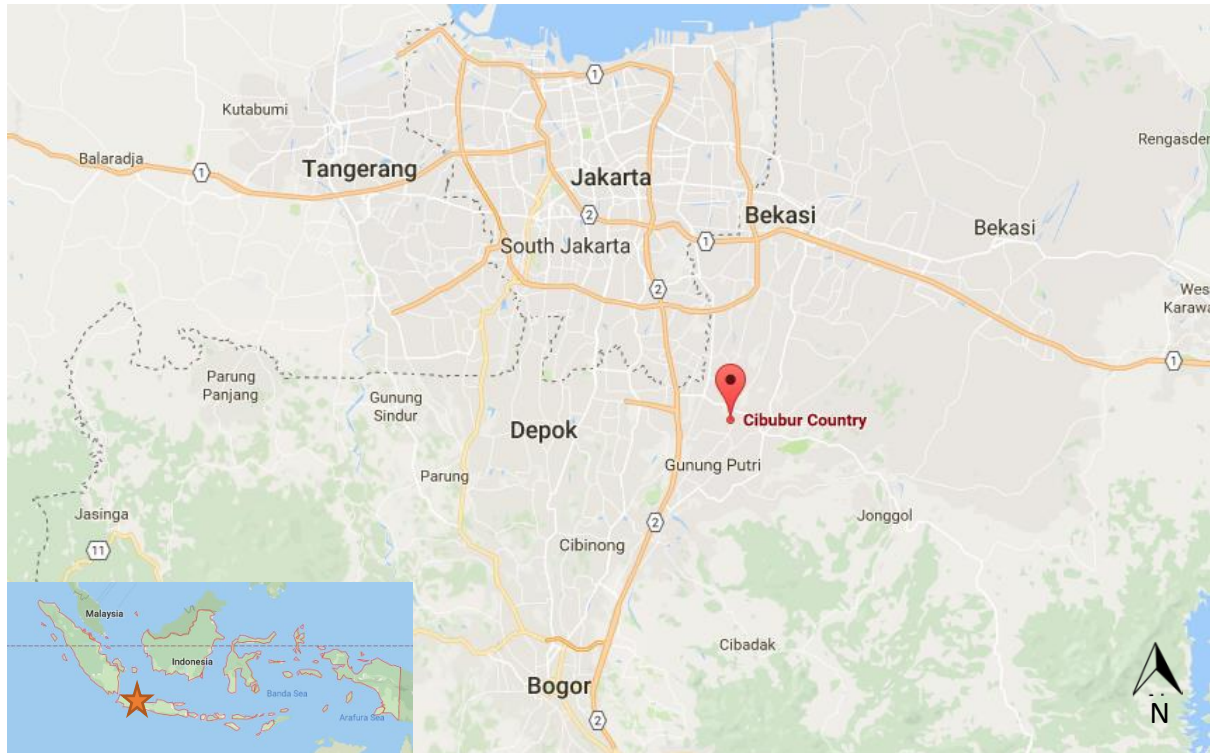 1
Kutabumi
Rengasden
Balaradja
1
Tangerang
Jakarta
2
Bekasi
1
Bekasi
South Jakarta
2
Wes
Karawa
1
Parung
Panjang
Gunung
Sindur
Depok
Cibubur Country
Gunung Putri
Parung
Jasinga
11
2
Jonggol
Cibinong
Cibadak
Bogor
2
Malaysia
Indonesia
Banda Sea
Arafura Sea
N